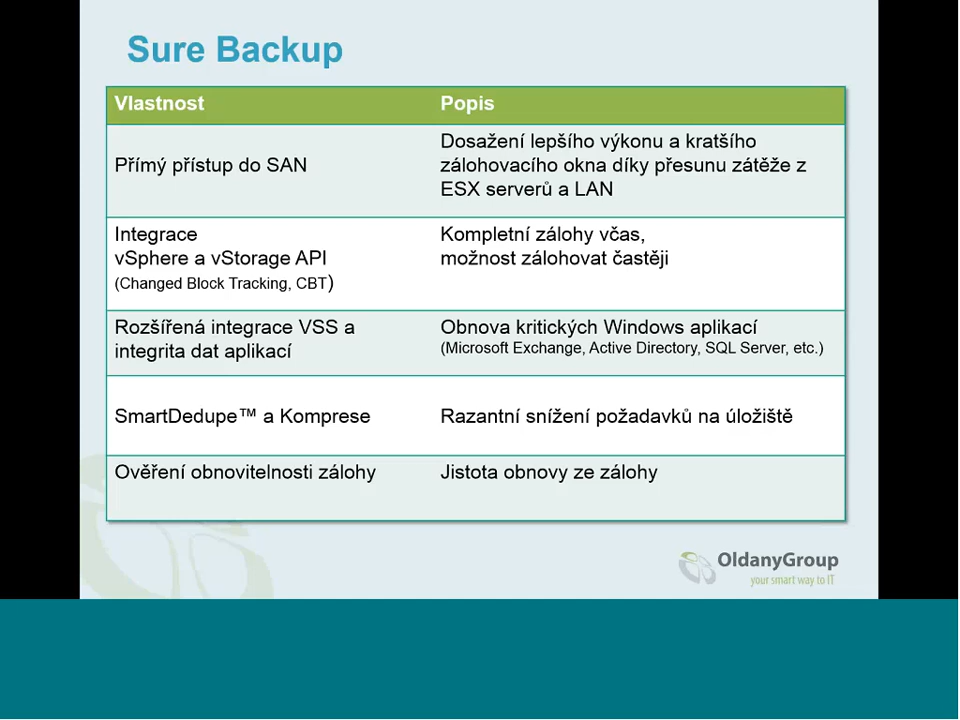 Sure Backup
Vlastnost
Popis
Přímý přístup do SAN
Dosažení lepšího výkonu a kratšího
zálohovacího okna díky přesunu zátěže z
ESX serverů a LAN
Integrace
vSphere a vStorage API
(Changed Block Tracking, CBT)
Kompletní zálohy včas,
možnost zálohovat častěji
Rozšířená integrace VSS a
integrita dat aplikací
Obnova kritických Windows aplikací
(Microsoft Exchange, Active Directory, SQL Server, etc.)
SmartDedupe™ a Komprese
Razantní snížení požadavků na úložiště
Ověření obnovitelnosti zálohy
Jistota obnovy ze zálohy
OldanyGroup
your smart way to IT